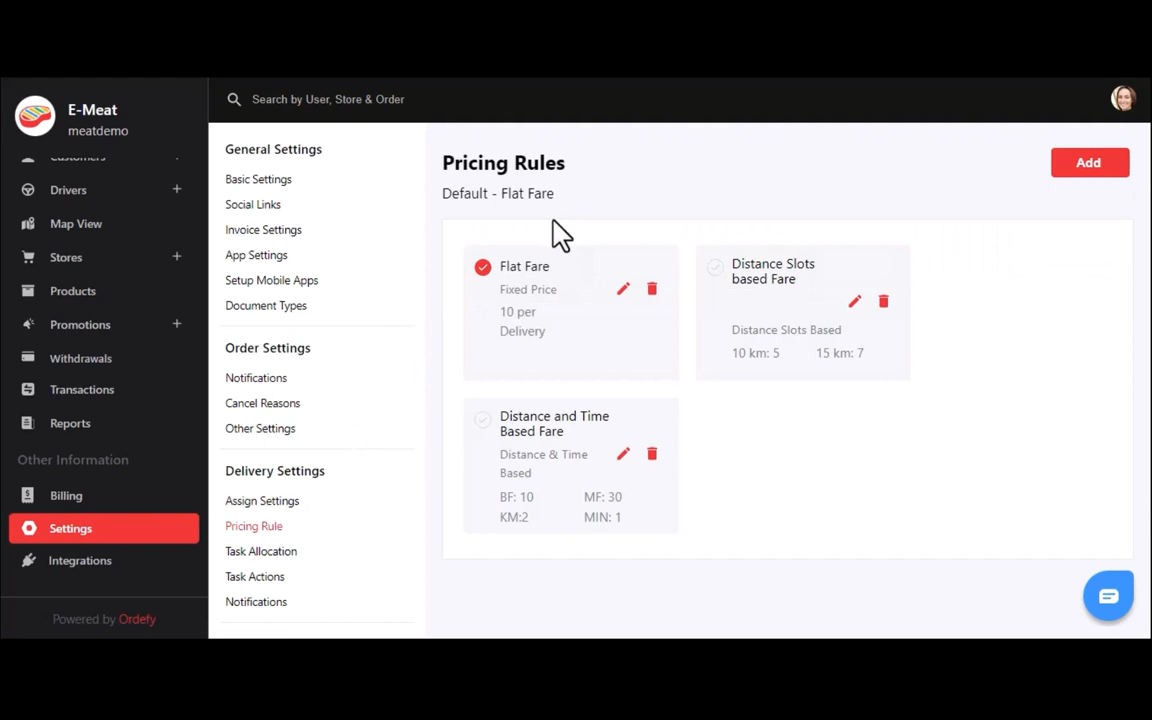 E-Meat
meatdemo
Search by User, Store & Order
Customers
Drivers
Map View
Stores
Products
Promotions
Withdrawals
Transactions
Reports
Other Information
Billing
Settings
Integrations
Powered by Ordefy
General Settings
Basic Settings
Social Links
Invoice Settings
App Settings
Setup Mobile Apps
Document Types
Order Settings
Notifications
Cancel Reasons
Other Settings
Delivery Settings
Assign Settings
Pricing Rule
Task Allocation
Task Actions
Notifications
Pricing Rules
Add
Default - Flat Fare
Flat Fare
Fixed Price
10 per
Delivery
Distance Slots
based Fare
Distance Slots Based
10 km: 5 15 km: 7
Distance and Time
Based Fare
Distance & Time
Based
BF: 10 MF: 30
KM:2 MIN: 1